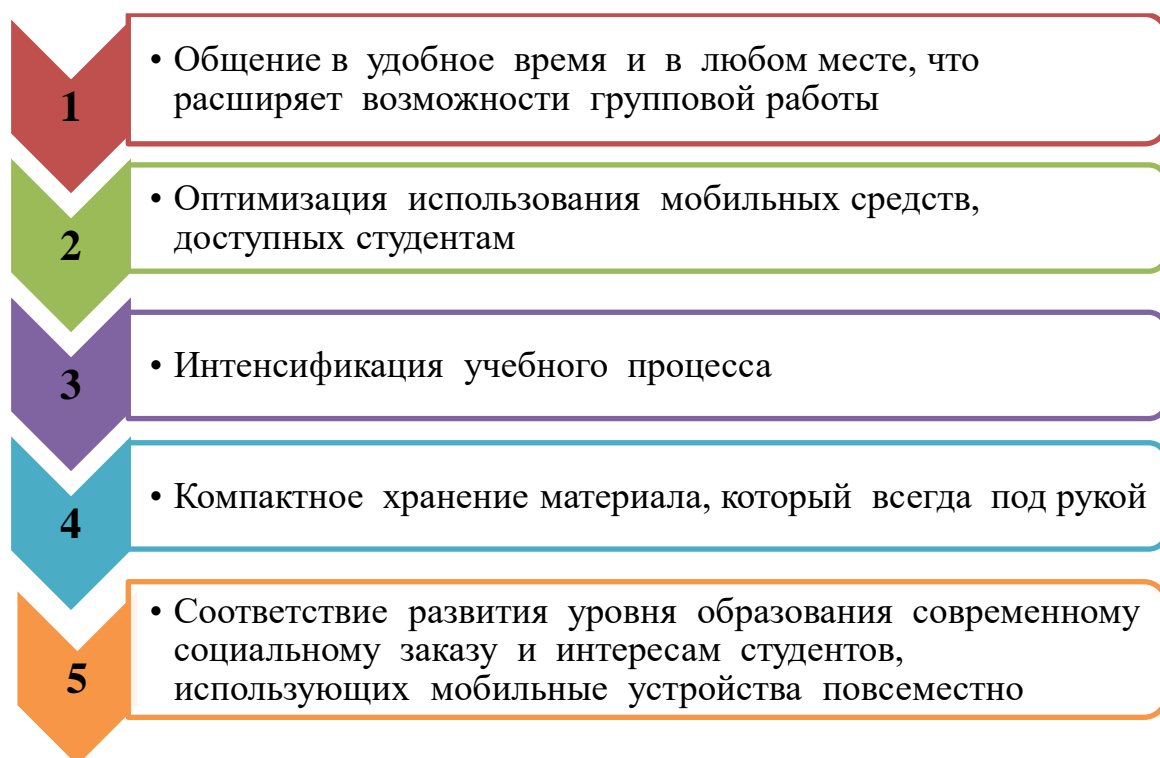 1
• Общение в удобное время и в любом месте, что
расширяет возможности групповой работы
2
• Оптимизация использования мобильных средств,
доступных студентам
3
• Интенсификация учебного процесса
4
• Компактное хранение материала, который всегда под рукой
5
• Соответствие развития уровня образования современному
социальному заказу и интересам студентов,
использующих мобильные устройства повсеместно